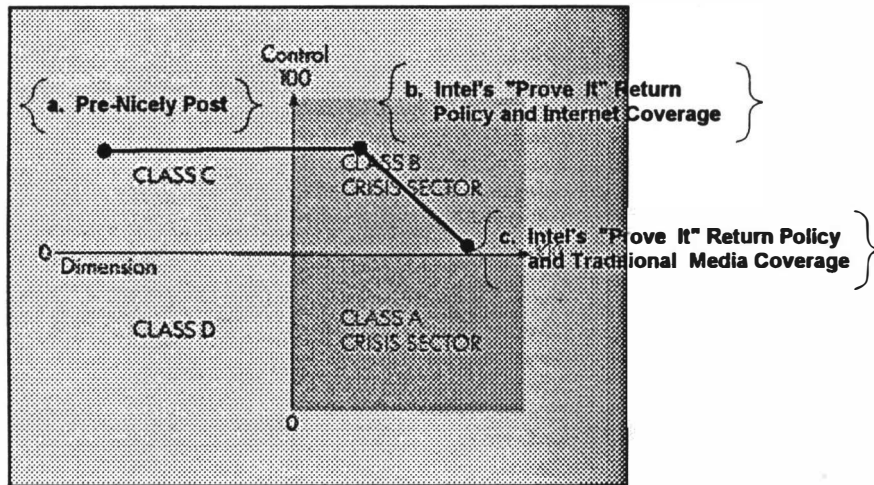 Control
100
a. Pre-Nicely Post
b. Intel's "Prove It" Return
Policy and Internet Coverage
CLASS C
CLASS B
CRISIS SECTOR
c. Intel's "Prove It" Return Policy
and Traditional Media Coverage
0
Dimension
CLASS D
CLASS A
CRISIS SECTOR
0